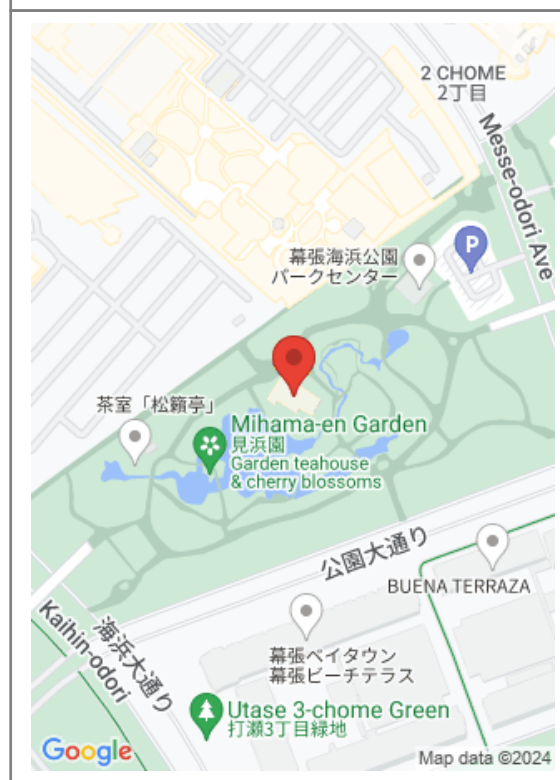 2 CHOME
2丁目
Messe-odori Ave
幕張海浜公園
パークセンター
P
茶室「松籟亭」
Mihama-en Garden
見浜園
Garden teahouse
& cherry blossoms
公園大通り
BUENA TERRAZA
海浜大通り
Kaihin-odori
幕張ベイタウン
幕張ビーチテラス
Utase 3-chome Green
打瀬3丁目緑地
Google
Map data ©2024